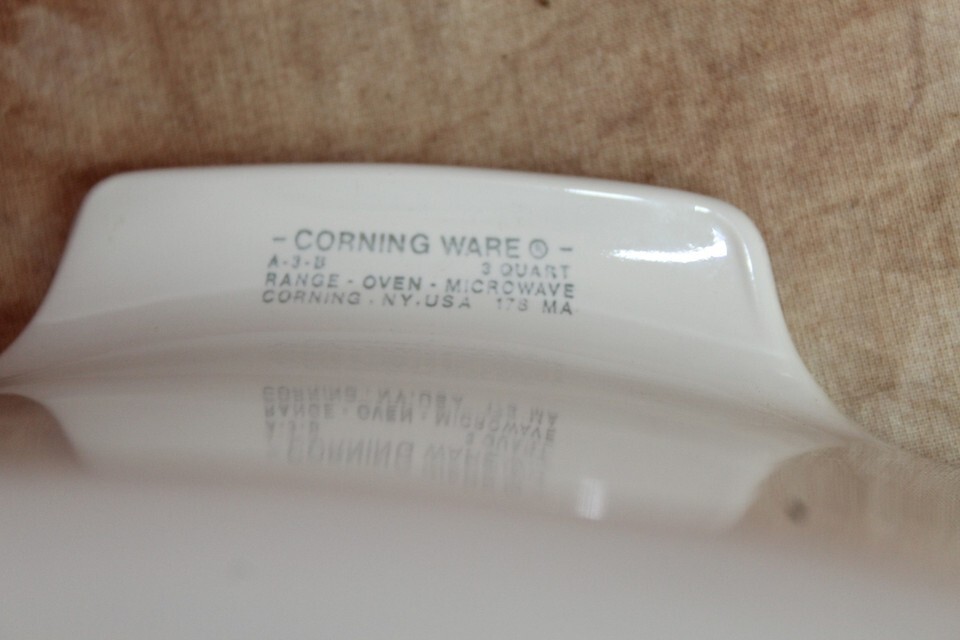 - CORNING WARE ® -
A-3-B 3 QUART
RANGE - OVEN - MICROWAVE
CORNING - NY-USA 178 MA